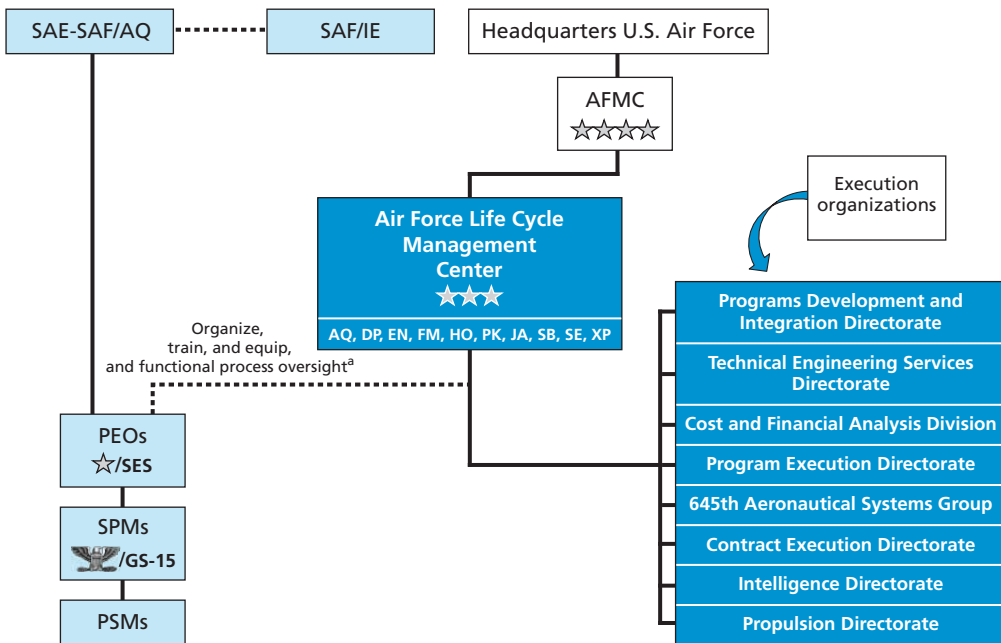 SAE-SAF/AQ
SAF/IE
Headquarters U.S. Air Force
AFMC
Execution
organizations
Air Force Life Cycle
Management
Center
AQ, DP, EN, FM, HO, PK, JA, SB, SE, XP
Organize,
train, and equip,
and functional process oversightᵃ
PEOs
/SES
SPMs
/GS-15
PSMs
Programs Development and
Integration Directorate
Technical Engineering Services
Directorate
Cost and Financial Analysis Division
Program Execution Directorate
645th Aeronautical Systems Group
Contract Execution Directorate
Intelligence Directorate
Propulsion Directorate